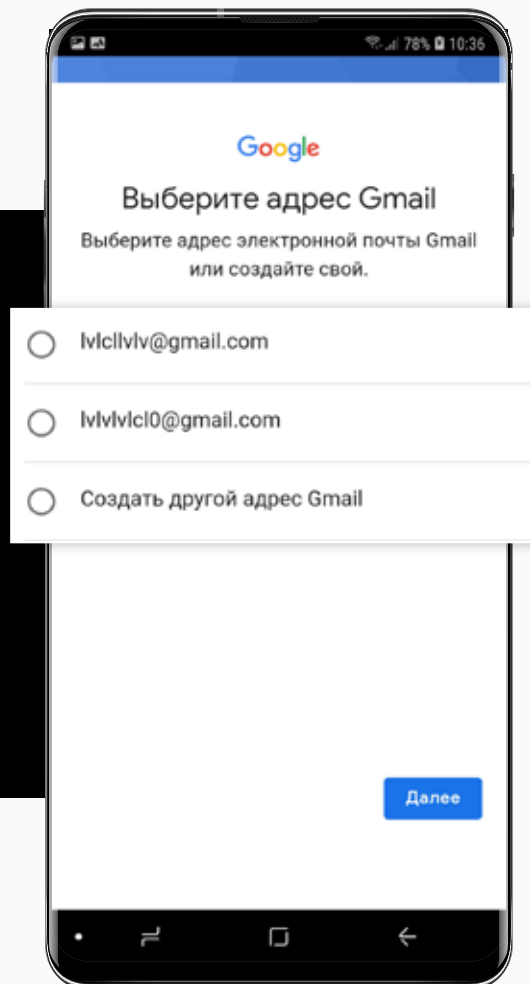 78% 10:36
Google
Выберите адрес Gmail
Выберите адрес электронной почты Gmail
или создайте свой.
lvlcllvlv@gmail.com
lvlvlvlcl0@gmail.com
Создать другой адрес Gmail
Далее